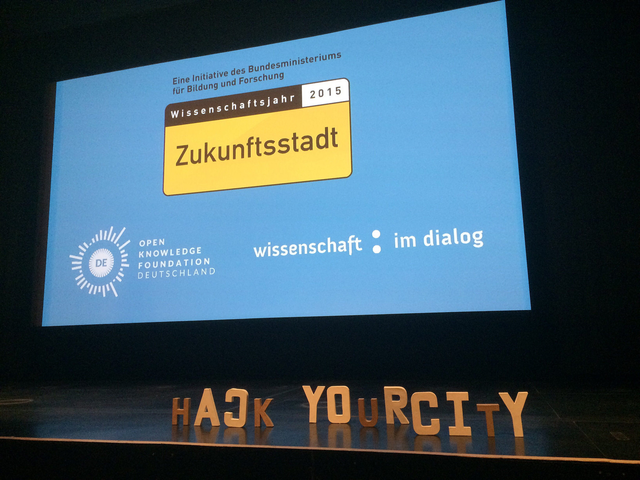 Eine Initiative des Bundesministeriums
für Bildung und Forschung
Wissenschaftsjahr 2015
Zukunftsstadt
DE
OPEN
KNOWLEDGE
FOUNDATION
DEUTSCHLAND
wissenschaft : im dialog
HACK YOURCITY